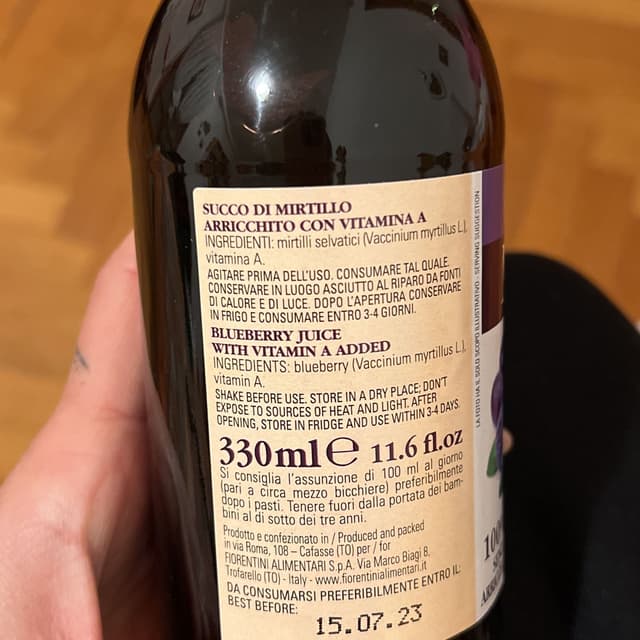 SUCCO DI MIRTILLO
ARRICCHITO CON VITAMINA A
INGREDIENTI: mirtilli selvatici (Vaccinium myrtillus L.),
vitamina A.
AGITARE PRIMA DELL'USO. CONSUMARE TAL QUALE.
CONSERVARE IN LUOGO ASCIUTTO AL RIPARO DA FONTI
DI CALORE E DI LUCE. DOPO L'APERTURA CONSERVARE
IN FRIGO E CONSUMARE ENTRO 3-4 GIORNI.
BLUEBERRY JUICE
WITH VITAMIN A ADDED
INGREDIENTS: blueberry (Vaccinium myrtillus L.),
vitamin A.
SHAKE BEFORE USE. STORE IN A DRY PLACE; DON'T
EXPOSE TO SOURCES OF HEAT AND LIGHT. AFTER
OPENING, STORE IN FRIDGE AND USE WITHIN 3-4 DAYS.
330ml℮ 11.6 fl.oz
Si consiglia l'assunzione di 100 ml al giorno
(pari a circa mezzo bicchiere) preferibilmente
dopo i pasti. Tenere fuori dalla portata dei bam-
bini al di sotto dei tre anni.
Prodotto e confezionato in / Produced and packed
in via Roma, 108 – Cafasse (TO) per / for
FIORENTINI ALIMENTARI S.p.A. Via Marco Biagi 8,
Trofarello (TO) - Italy - www.fiorentinialimentari.it
DA CONSUMARSI PREFERIBILMENTE ENTRO IL:
BEST BEFORE:
15.07.23
LA FOTO HA IL SOLO SCOPO ILLUSTRATIVO - SERVING SUGGESTION